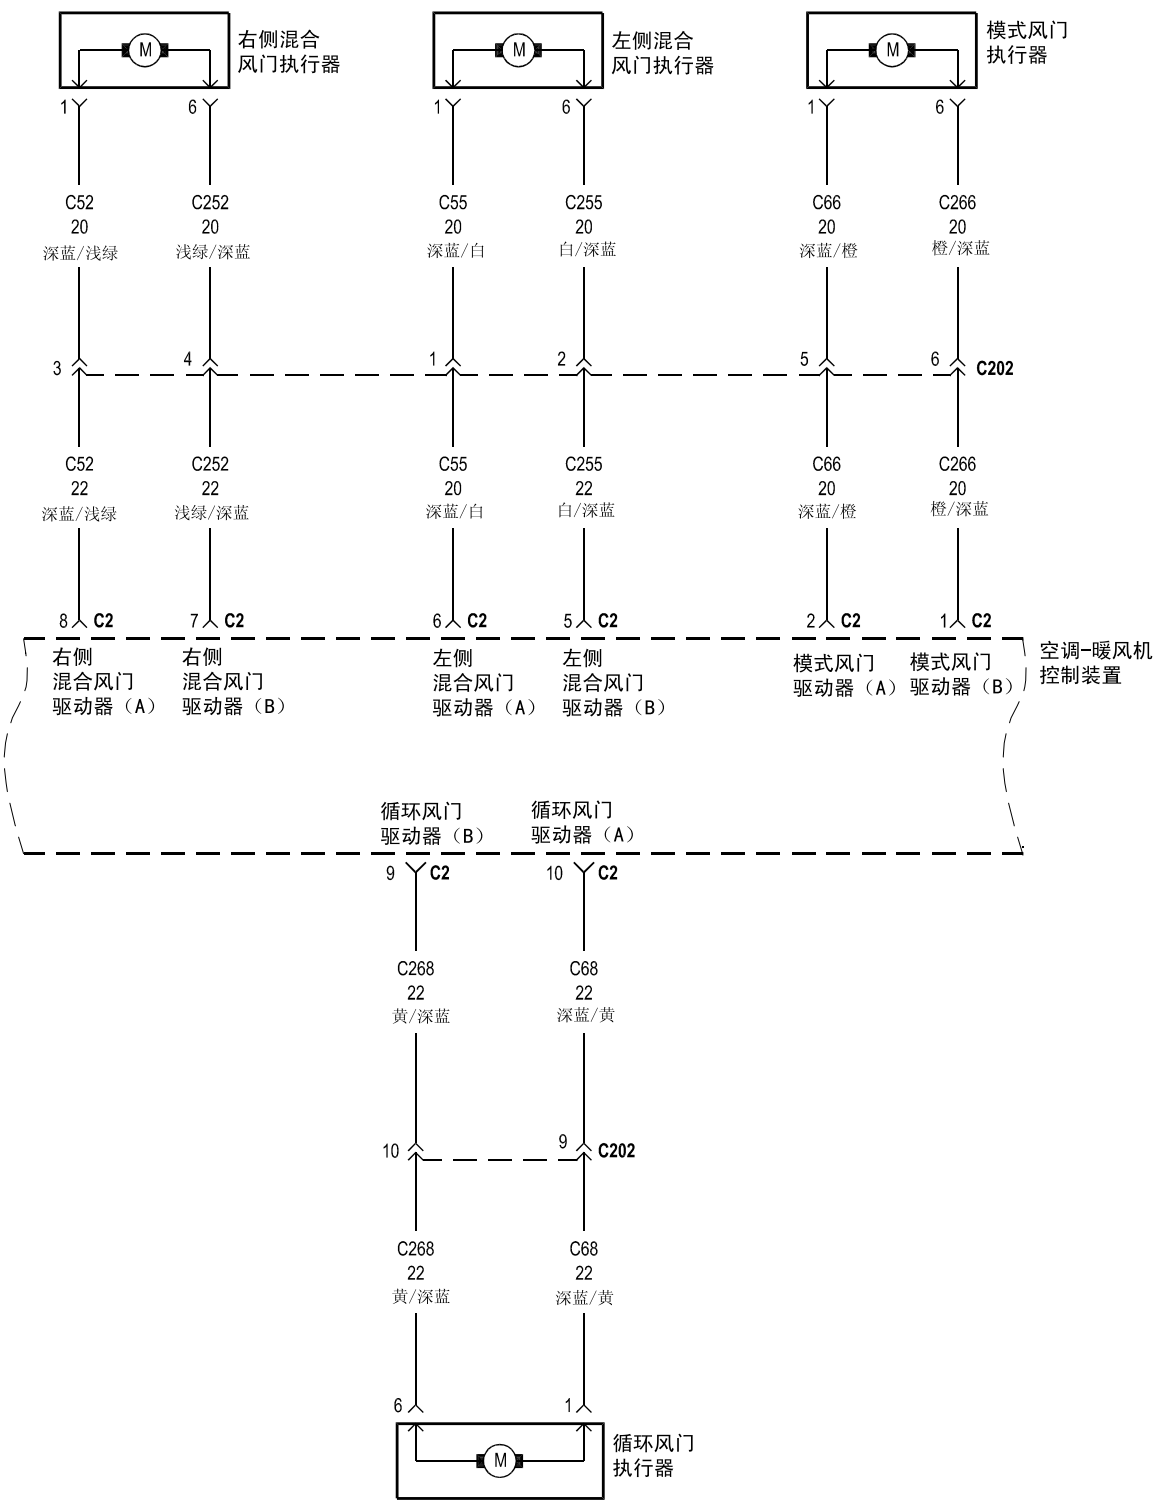 M
右侧混合
风门执行器
M
左侧混合
风门执行器
M
模式风门
执行器
1
6
1
6
1
6
C52
20
深蓝/浅绿
C252
20
浅绿/深蓝
C55
20
深蓝/白
C255
20
白/深蓝
C66
20
深蓝/橙
C266
20
橙/深蓝
3
4
1
2
5
6
C202
C52
22
深蓝/浅绿
C252
22
浅绿/深蓝
C55
20
深蓝/白
C255
22
白/深蓝
C66
20
深蓝/橙
C266
20
橙/深蓝
8 C2
7 C2
6 C2
5 C2
2 C2
1 C2
右侧
混合风门
驱动器（A）
右侧
混合风门
驱动器（B）
左侧
混合风门
驱动器（A）
左侧
混合风门
驱动器（B）
模式风门
驱动器（A）
模式风门
驱动器（B）
空调-暖风机
控制装置
循环风门
驱动器（B）
循环风门
驱动器（A）
9 C2
10 C2
C268
22
黄/深蓝
C68
22
深蓝/黄
10
9
C202
C268
22
黄/深蓝
C68
22
深蓝/黄
6
1
M
循环风门
执行器